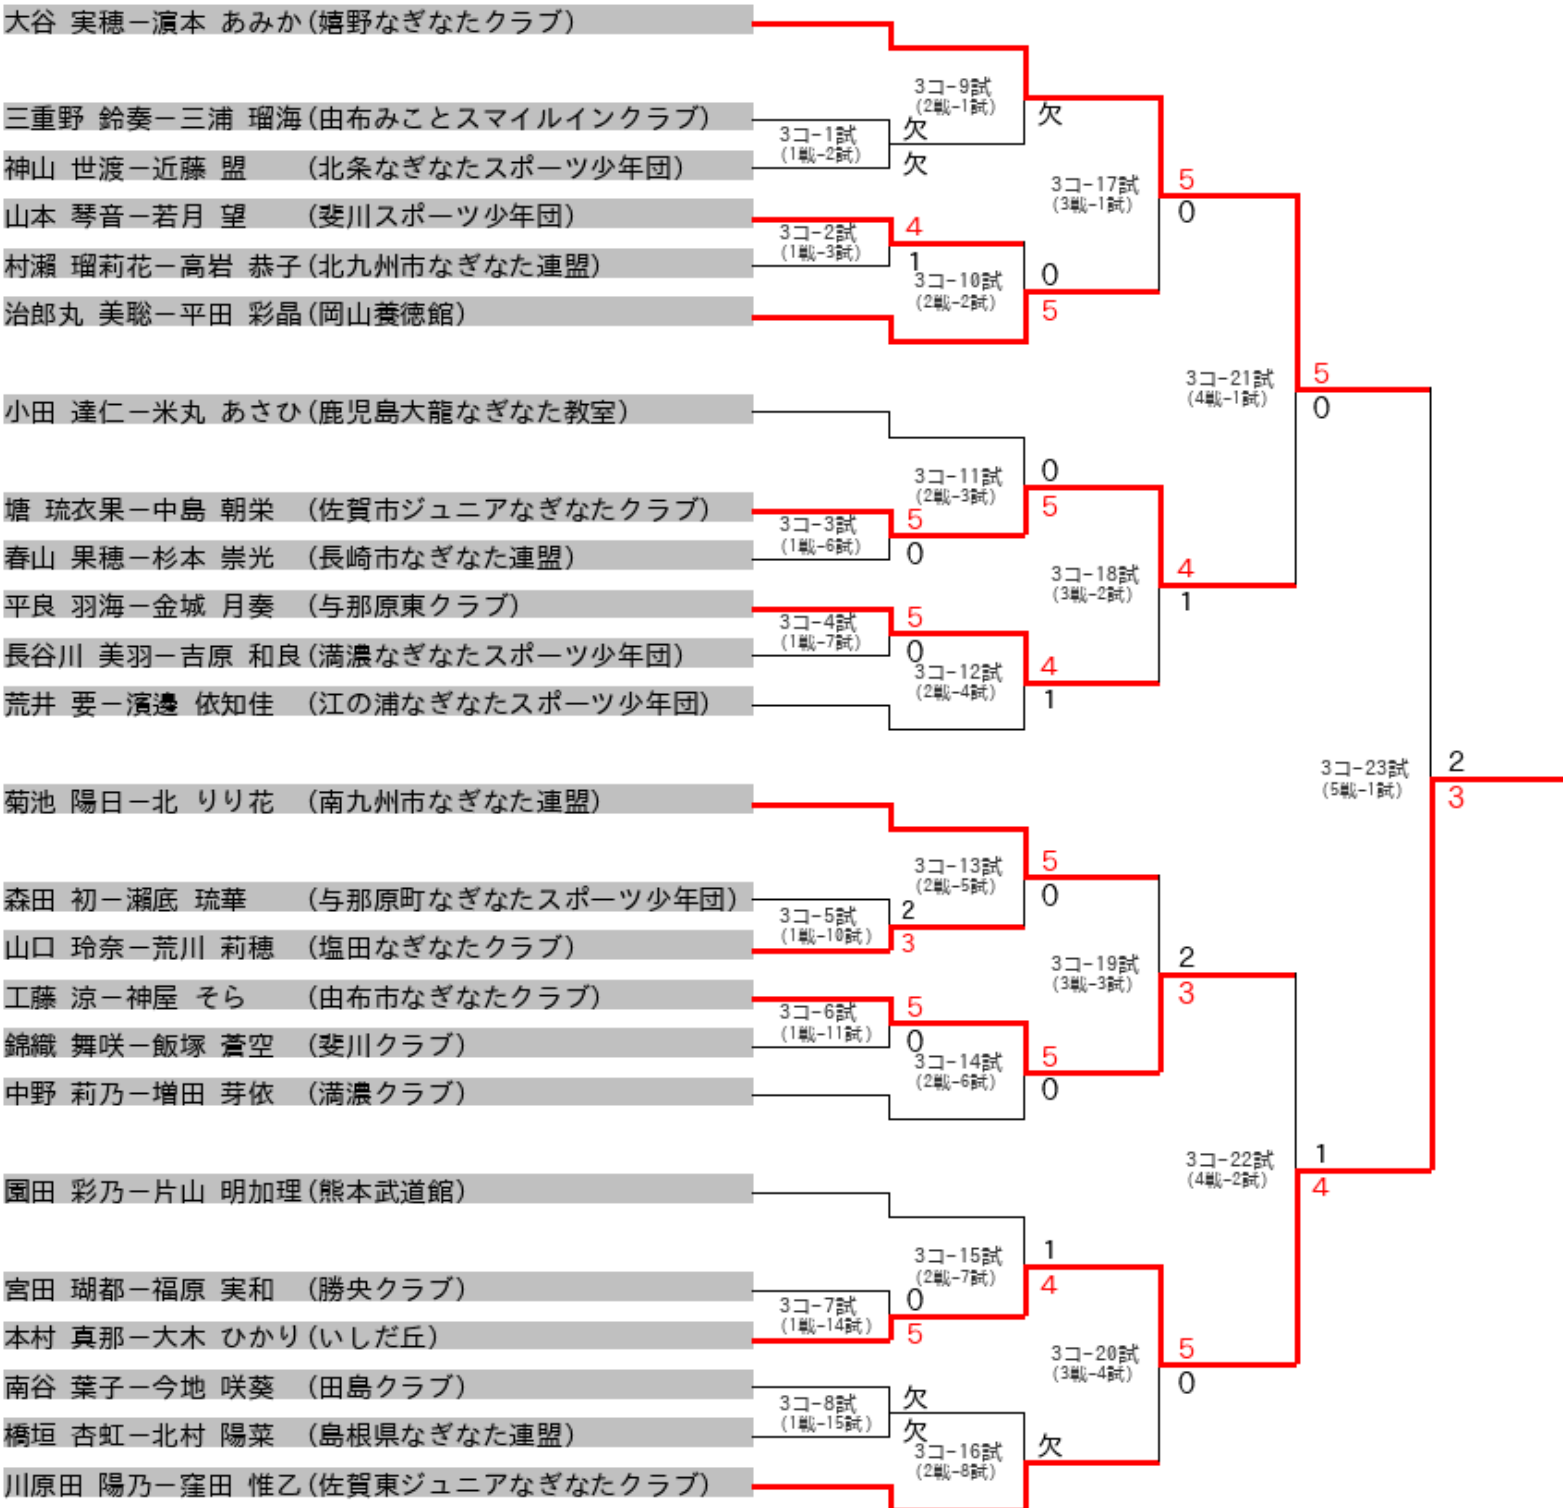 大谷 実穂ー濵本 あみか(嬉野なぎなたクラブ)
3コ-9試
(2戦-1試)
欠
三重野 鈴奏ー三浦 瑠海(由布みことスマイルインクラブ)
3コ-1試
(1戦-2試)
欠
欠
神山 世渡ー近藤 盟 (北条なぎなたスポーツ少年団)
3コ-17試
(3戦-1試)
5
0
山本 琴音ー若月 望 (斐川スポーツ少年団)
3コ-2試
(1戦-3試)
4
1
村瀬 瑠莉花ー高岩 恭子(北九州市なぎなた連盟)
3コ-10試
(2戦-2試)
0
5
治郎丸 美聡ー平田 彩晶(岡山養徳館)
3コ-21試
(4戦-1試)
5
0
小田 達仁ー米丸 あさひ(鹿児島大龍なぎなた教室)
3コ-11試
(2戦-3試)
0
5
塘 琉衣果ー中島 朝栄 (佐賀市ジュニアなぎなたクラブ)
3コ-3試
(1戦-6試)
5
0
春山 果穂ー杉本 崇光 (長崎市なぎなた連盟)
3コ-18試
(3戦-2試)
4
1
平良 羽海ー金城 月奏 (与那原東クラブ)
3コ-4試
(1戦-7試)
5
0
長谷川 美羽ー吉原 和良(満濃なぎなたスポーツ少年団)
3コ-12試
(2戦-4試)
4
1
荒井 要ー濱邊 依知佳 (江の浦なぎなたスポーツ少年団)
3コ-23試
(5戦-1試)
2
3
菊池 陽日ー北 りり花 (南九州市なぎなた連盟)
3コ-13試
(2戦-5試)
5
0
森田 初ー瀬底 琉華 (与那原町なぎなたスポーツ少年団)
3コ-5試
(1戦-10試)
2
3
山口 玲奈ー荒川 莉穂 (塩田なぎなたクラブ)
3コ-19試
(3戦-3試)
2
3
工藤 涼ー神屋 そら (由布市なぎなたクラブ)
3コ-6試
(1戦-11試)
5
0
錦織 舞咲ー飯塚 蒼空 (斐川クラブ)
3コ-14試
(2戦-6試)
5
0
中野 莉乃ー増田 芽依 (満濃クラブ)
3コ-22試
(4戦-2試)
1
4
園田 彩乃ー片山 明加理(熊本武道館)
3コ-15試
(2戦-7試)
1
4
宮田 瑚都ー福原 実和 (勝央クラブ)
3コ-7試
(1戦-14試)
0
5
本村 真那ー大木 ひかり(いしだ丘)
3コ-20試
(3戦-4試)
5
0
南谷 葉子ー今地 咲葵 (田島クラブ)
3コ-8試
(1戦-15試)
欠
欠
橋垣 杏虹ー北村 陽菜 (島根県なぎなた連盟)
3コ-16試
(2戦-8試)
欠
川原田 陽乃ー窪田 惟乙(佐賀東ジュニアなぎなたクラブ)